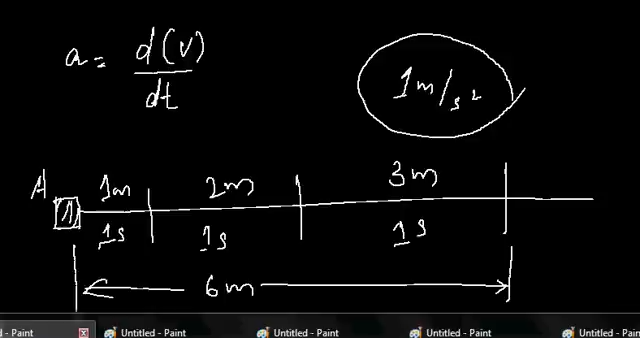 a = d(v)/dt
1m/s²
A 1m 2m 3m
1s 1s 1s
6m
- Paint Untitled - Paint Untitled - Paint Untitled - Paint Untitled - Paint